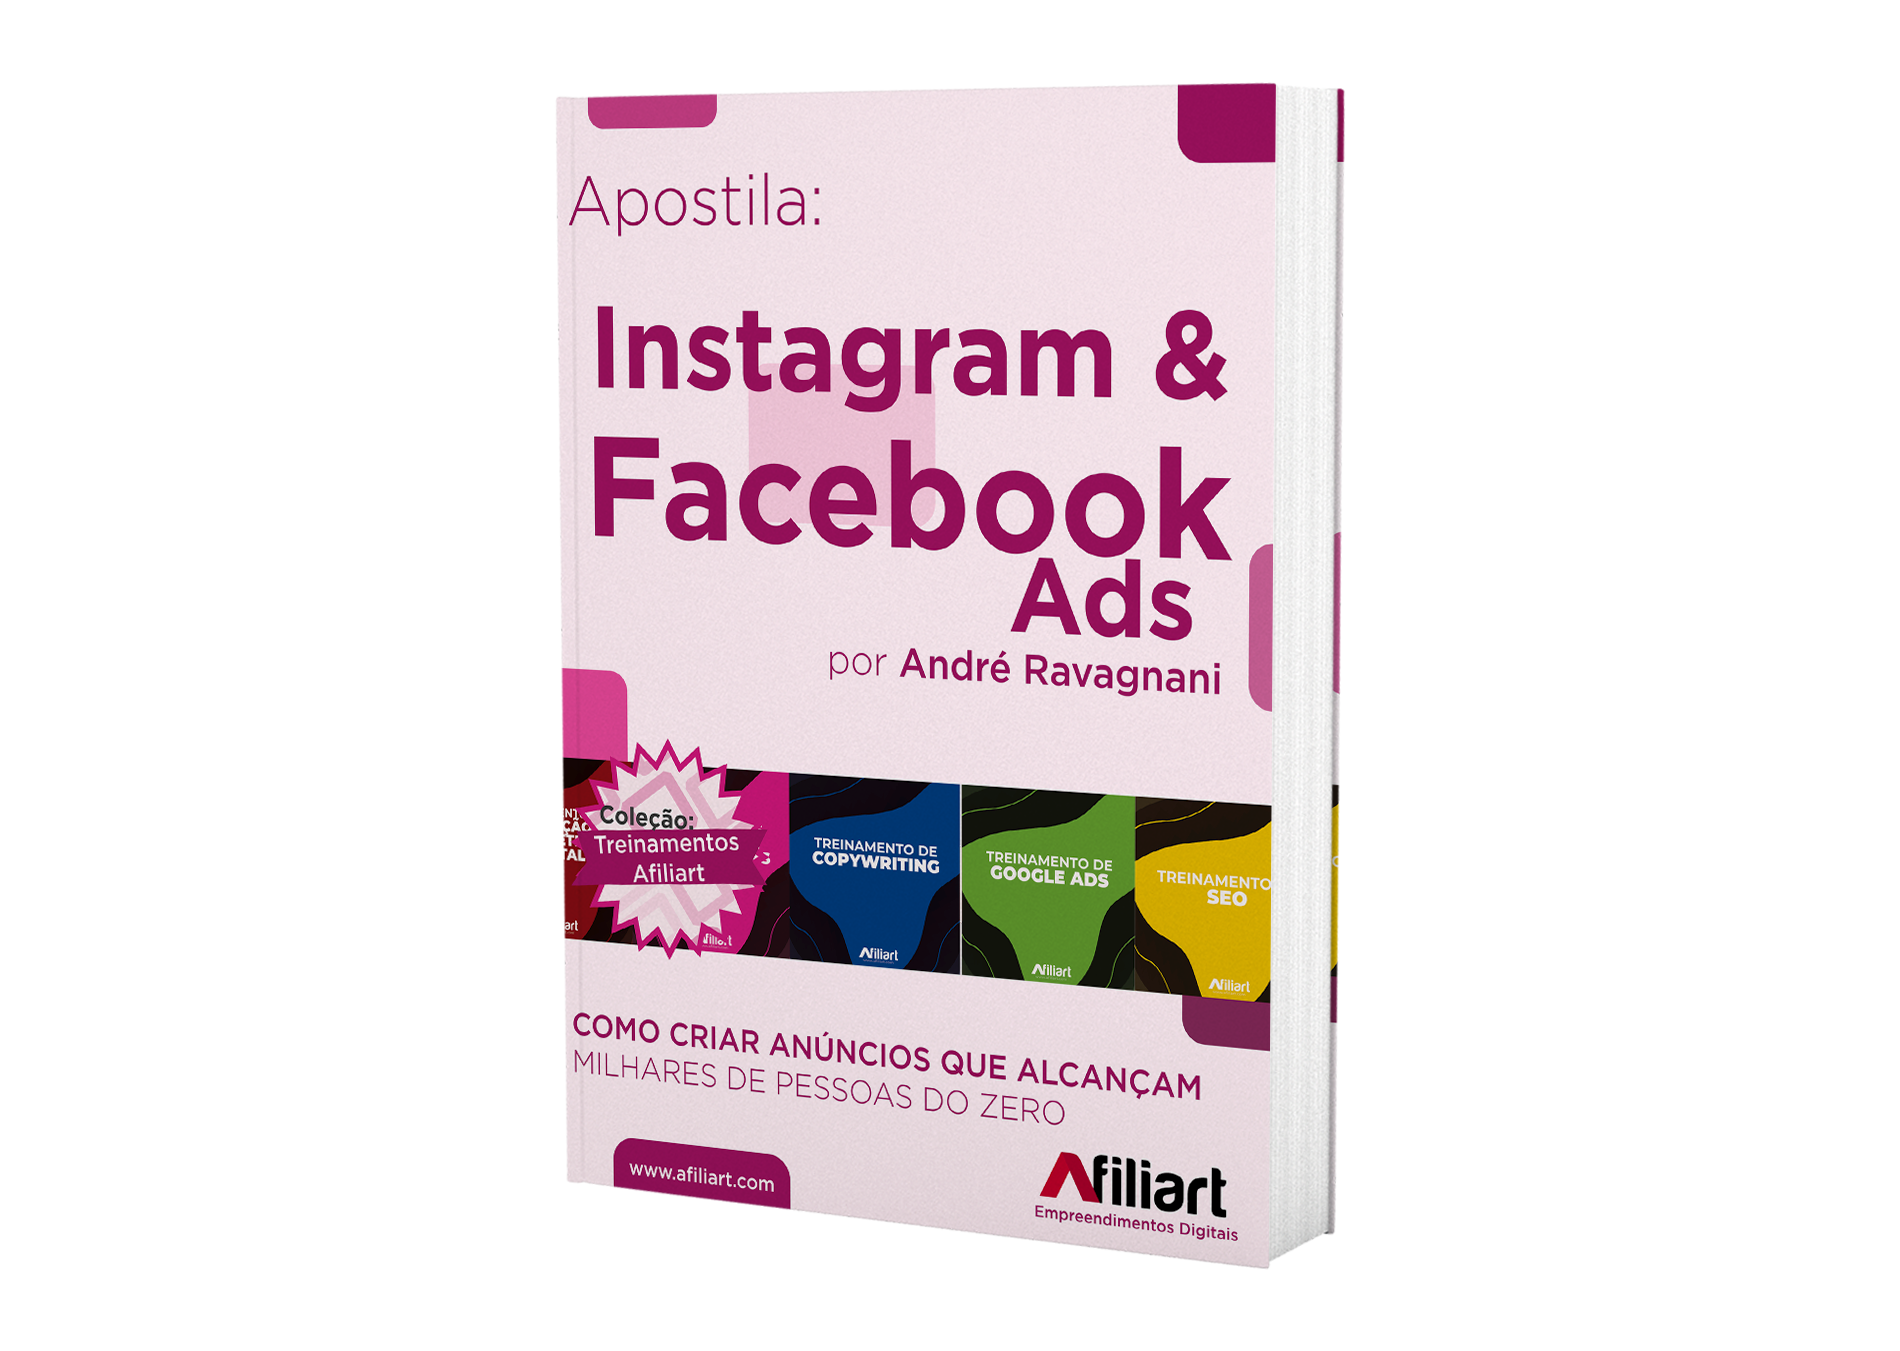 Apostila:
Instagram &
Facebook
Ads
por André Ravagnani
Coleção:
Treinamentos
Afiliart
TREINAMENTO DE
COPYWRITING
Afiliart
TREINAMENTO DE
GOOGLE ADS
Afiliart
TREINAMENTO
SEO
Afiliart
COMO CRIAR ANÚNCIOS QUE ALCANÇAM
MILHARES DE PESSOAS DO ZERO
www.afiliart.com
Afiliart
Empreendimentos Digitais